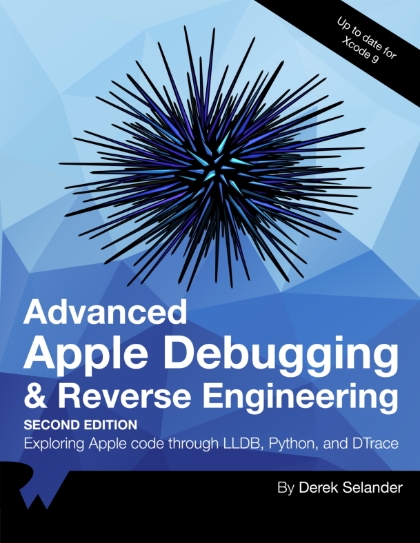 Up to date for
Xcode 9
Advanced
Apple Debugging
& Reverse Engineering
SECOND EDITION
Exploring Apple code through LLDB, Python, and DTrace
By Derek Selander